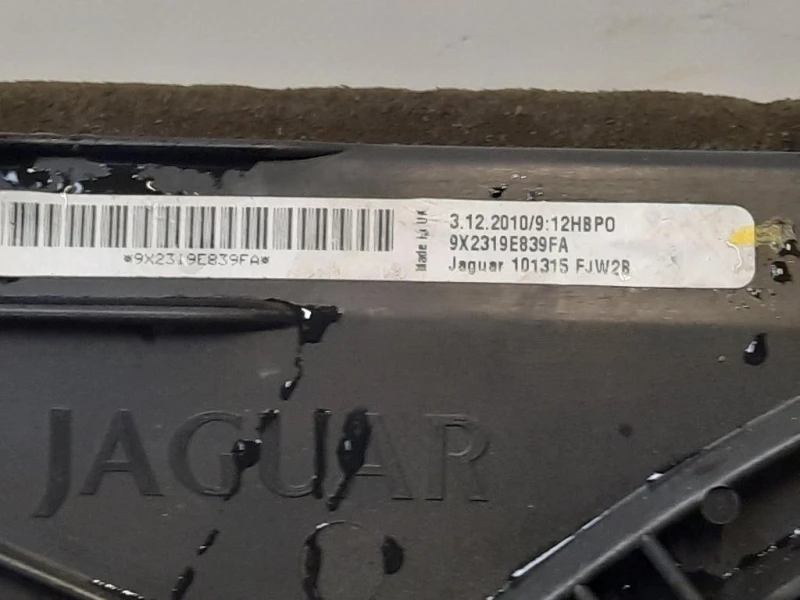 3.12.2010/9:12HBPO
9X2319E839FA
Jaguar 101315 FJW2B
Made in UK
*9X2319E839FA*
JAGUAR